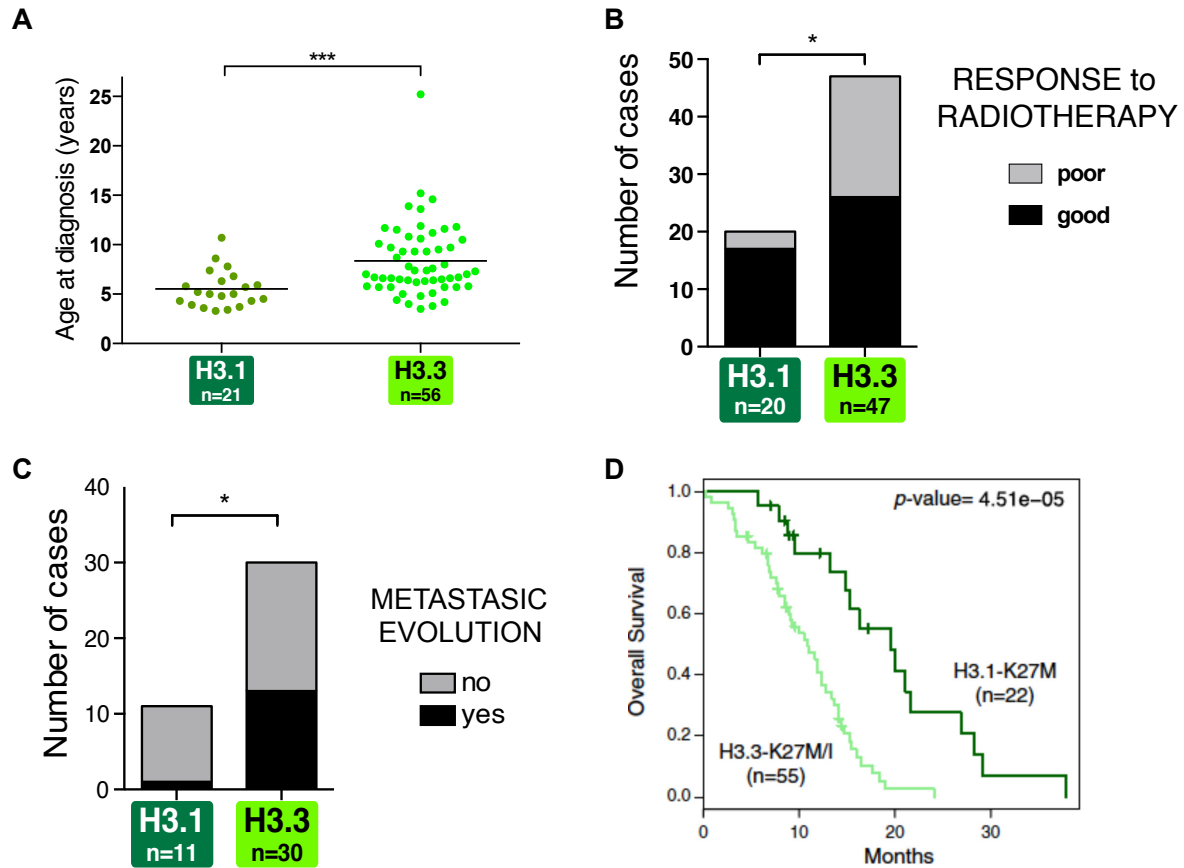 A
***
Age at diagnosis (years)
25
20
15
10
5
0
H3.1
n=21
H3.3
n=56
B
*
Number of cases
50
40
30
20
10
0
H3.1
n=20
H3.3
n=47
RESPONSE to
RADIOTHERAPY
poor
good
C
*
Number of cases
40
30
20
10
0
H3.1
n=11
H3.3
n=30
METASTASIC
EVOLUTION
no
yes
D
p-value= 4.51e−05
Overall Survival
1.0
0.8
0.6
0.4
0.2
0.0
H3.1-K27M
(n=22)
H3.3-K27M/I
(n=55)
0
10
20
30
Months